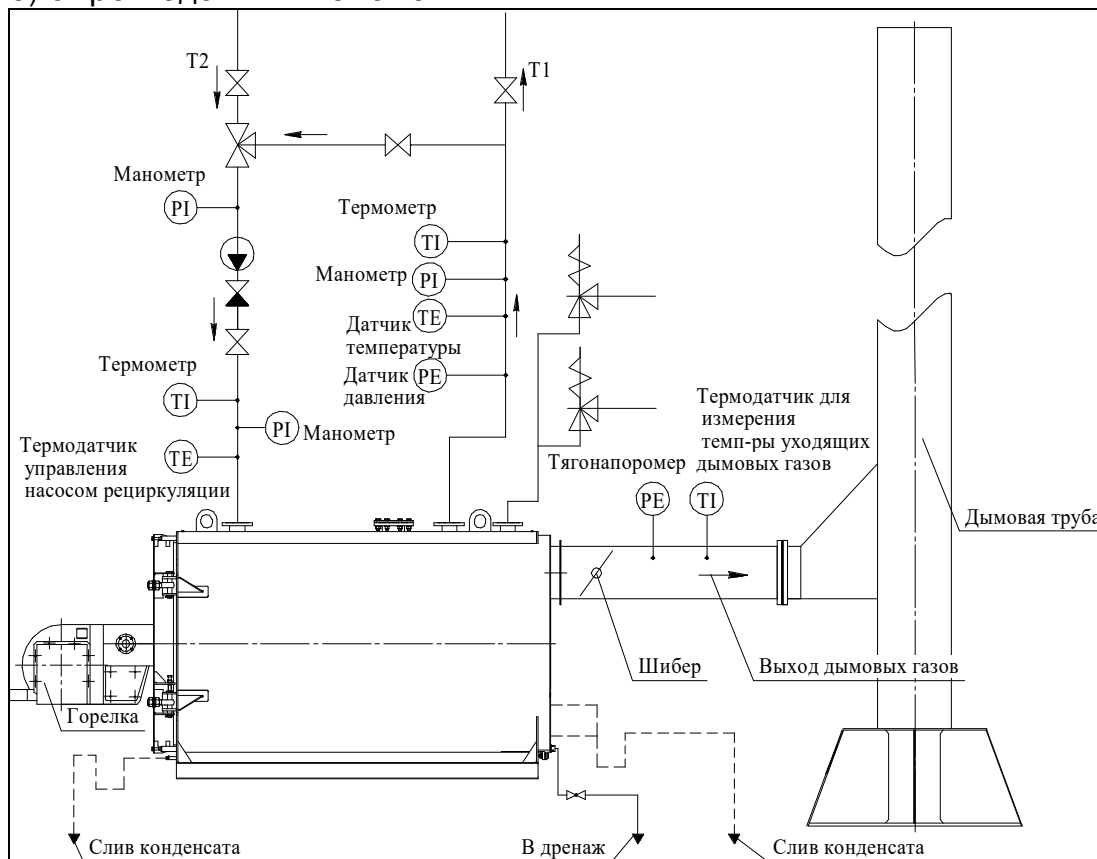 Т2
Т1
Манометр
PI
Термометр
TI
Манометр
PI
TE
Датчик
температуры
Датчик
давления
PE
Термометр
TI
PI
Манометр
Термодатчик
управления
насосом рециркуляции
TE
Термодатчик для
измерения
темп-ры уходящих
дымовых газов
Тягонапоромер
PE
TI
Дымовая труба
Шибер
Выход дымовых газов
Горелка
Слив конденсата
В дренаж
Слив конденсата